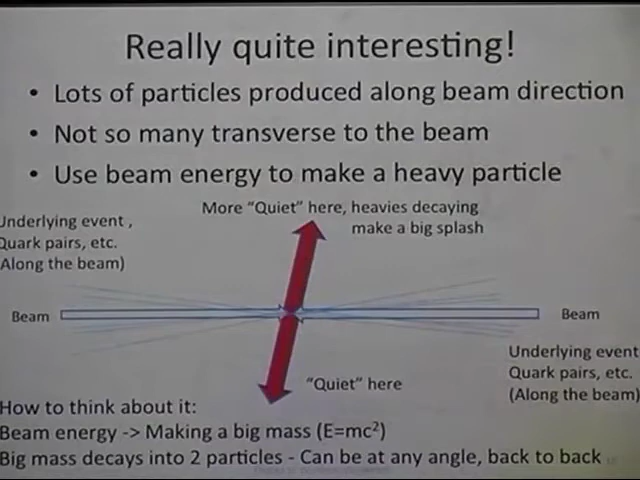 Really quite interesting!
• Lots of particles produced along beam direction
• Not so many transverse to the beam
• Use beam energy to make a heavy particle
More “Quiet” here, heavies decaying
make a big splash
Underlying event ,
Quark pairs, etc.
(Along the beam)
Beam
Beam
Underlying event
Quark pairs, etc.
(Along the beam)
“Quiet” here
How to think about it:
Beam energy -> Making a big mass (E=mc²)
Big mass decays into 2 particles - Can be at any angle, back to back